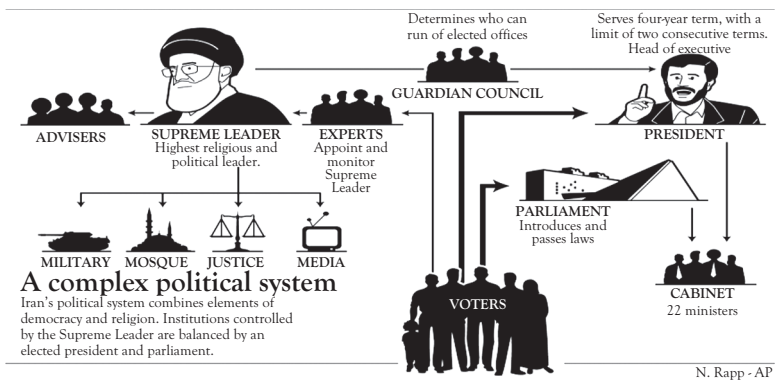 Determines who can
run of elected offices
Serves four-year term, with a
limit of two consecutive terms.
Head of executive
GUARDIAN COUNCIL
ADVISERS
SUPREME LEADER
Highest religious and
political leader.
EXPERTS
Appoint and
monitor
Supreme
Leader
PRESIDENT
PARLIAMENT
Introduces and
passes laws
MILITARY
MOSQUE
JUSTICE
MEDIA
A complex political system
Iran's political system combines elements of
democracy and religion. Institutions controlled
by the Supreme Leader are balanced by an
elected president and parliament.
VOTERS
CABINET
22 ministers
N. Rapp - AP